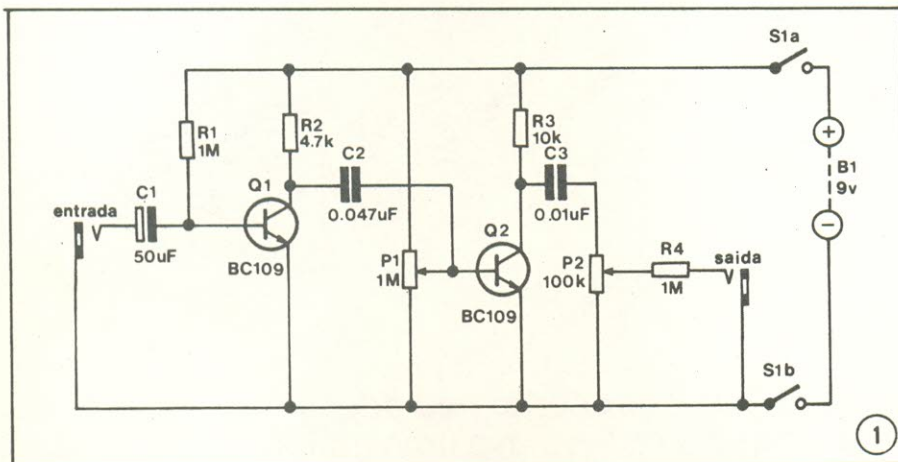 S1a
R1
1M
R2
4.7k
R3
10k
C1
50uF
entrada
C2
0.047uF
Q1
BC109
C3
0.01uF
Q2
BC109
P1
1M
P2
100k
R4
1M
saida
B1
9v
S1b
1